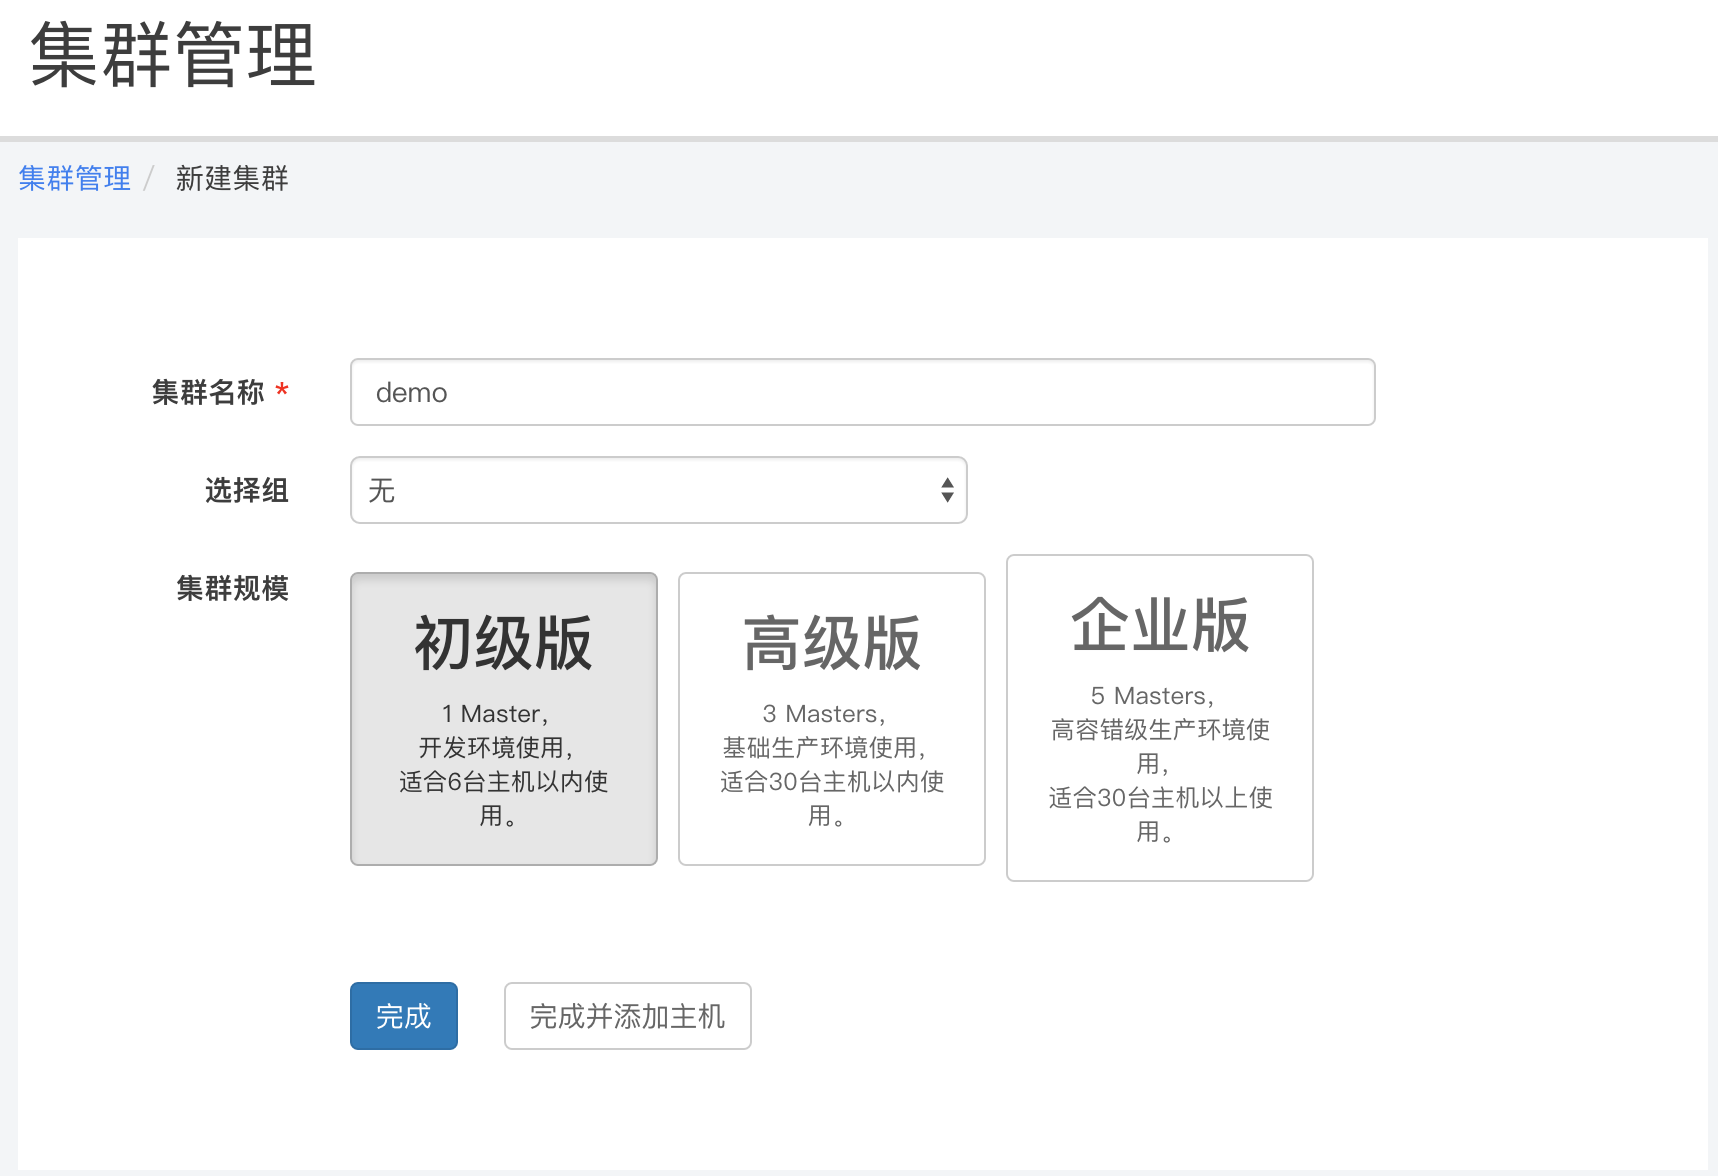 集群管理
集群管理 / 新建集群
集群名称 * demo
选择组 无
集群规模
初级版
1 Master，
开发环境使用，
适合6台主机以内使
用。
高级版
3 Masters，
基础生产环境使用，
适合30台主机以内使
用。
企业版
5 Masters，
高容错级生产环境使
用，
适合30台主机以上使
用。
完成 完成并添加主机